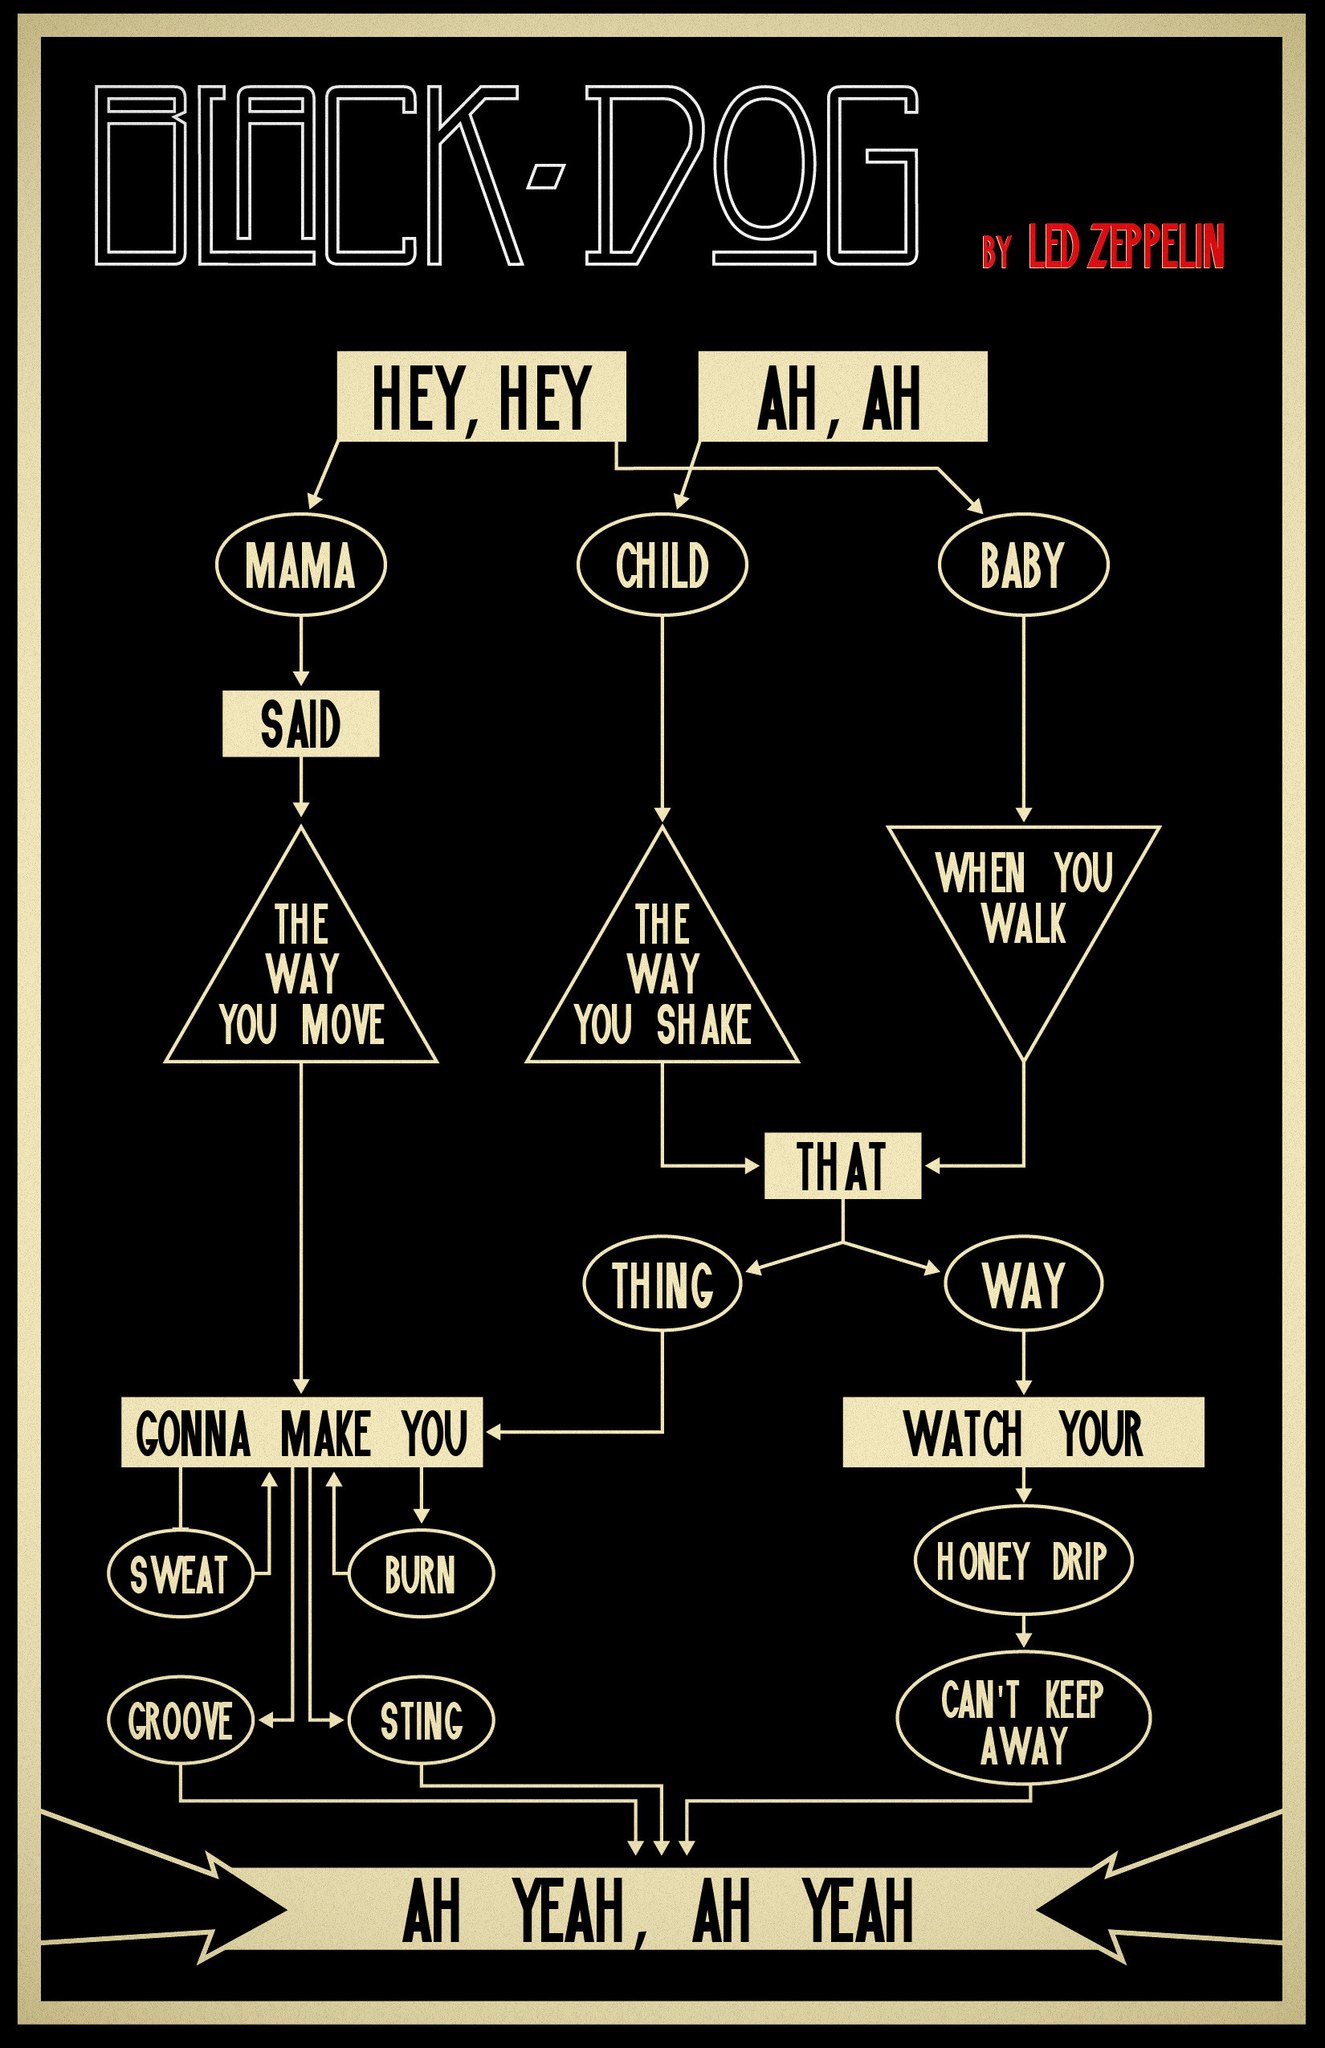 BLACK-DOG
BY LED ZEPPELIN
HEY, HEY
AH, AH
MAMA
CHILD
BABY
SAID
THE
WAY
YOU MOVE
THE
WAY
YOU SHAKE
WHEN YOU
WALK
THAT
THING
WAY
GONNA MAKE YOU
WATCH YOUR
SWEAT
BURN
HONEY DRIP
GROOVE
STING
CAN'T KEEP
AWAY
AH YEAH, AH YEAH